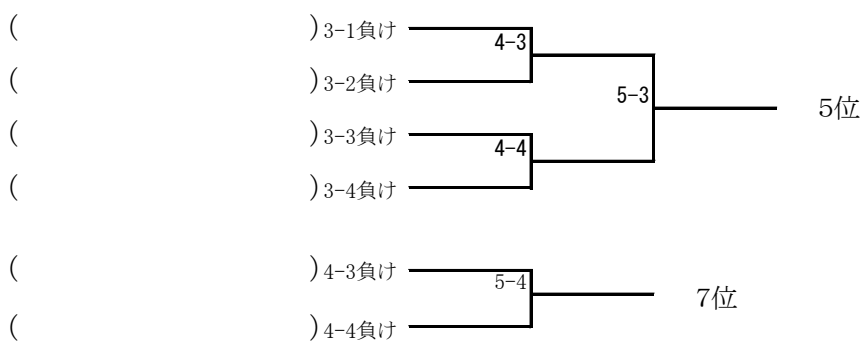 (                    ) 3-1負け
4-3
(                    ) 3-2負け
5-3
5位
(                    ) 3-3負け
4-4
(                    ) 3-4負け
(                    ) 4-3負け
5-4
7位
(                    ) 4-4負け